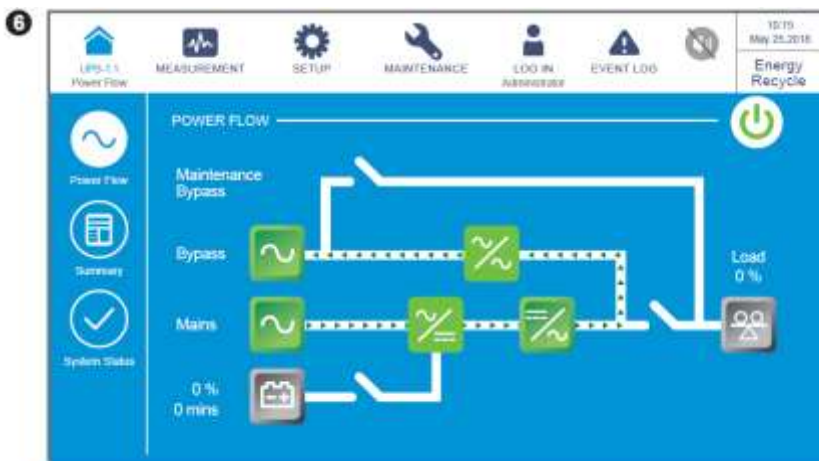 6
10:15
May 25,2018
UPS-1.1
Power Flow
MEASUREMENT
SETUP
MAINTENANCE
LOG IN
Administrator
EVENT LOG
Energy
Recycle
POWER FLOW
Power Flow
Maintenance
Bypass
Summary
Bypass
Load
0 %
Mains
System Status
0 %
0 mins